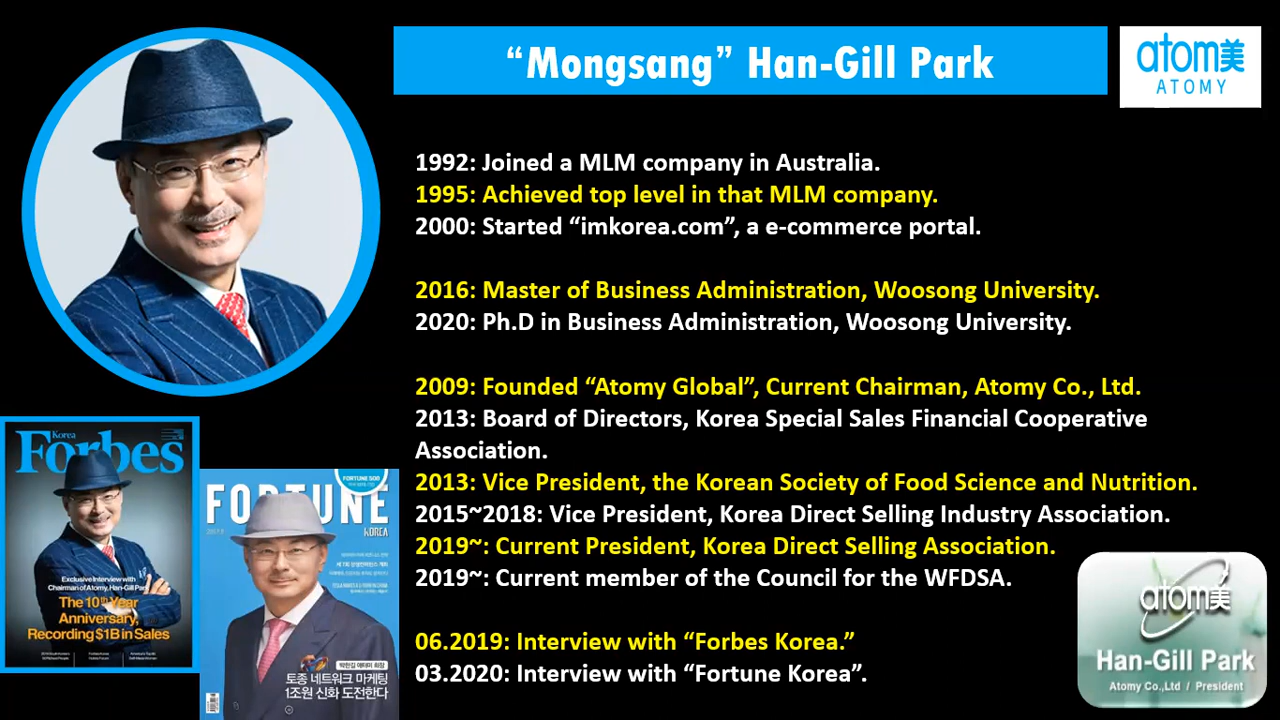 “Mongsang” Han-Gill Park
atom美
ATOMY
1992: Joined a MLM company in Australia.
1995: Achieved top level in that MLM company.
2000: Started “imkorea.com”, a e-commerce portal.
2016: Master of Business Administration, Woosong University.
2020: Ph.D in Business Administration, Woosong University.
2009: Founded “Atomy Global”, Current Chairman, Atomy Co., Ltd.
2013: Board of Directors, Korea Special Sales Financial Cooperative
Association.
2013: Vice President, the Korean Society of Food Science and Nutrition.
2015~2018: Vice President, Korea Direct Selling Industry Association.
2019~: Current President, Korea Direct Selling Association.
2019~: Current member of the Council for the WFDSA.
06.2019: Interview with “Forbes Korea.”
03.2020: Interview with “Fortune Korea”.
Korea
Forbes
Exclusive Interview with
Chairman of Atomy, Han-Gill Park
The 10th Year
Anniversary,
Recording $1B in Sales
FORTUNE 500
FORTUNE
KOREA
박한길 애터미 회장
토종 네트워크 마케팅
1조원 신화 도전한다
atom美
Han-Gill Park
Atomy Co.,Ltd / President